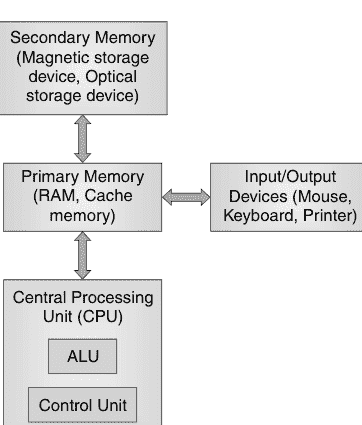 Secondary Memory
(Magnetic storage
device, Optical
storage device)
Primary Memory
(RAM, Cache
memory)
Input/Output
Devices (Mouse,
Keyboard, Printer)
Central Processing
Unit (CPU)
ALU
Control Unit